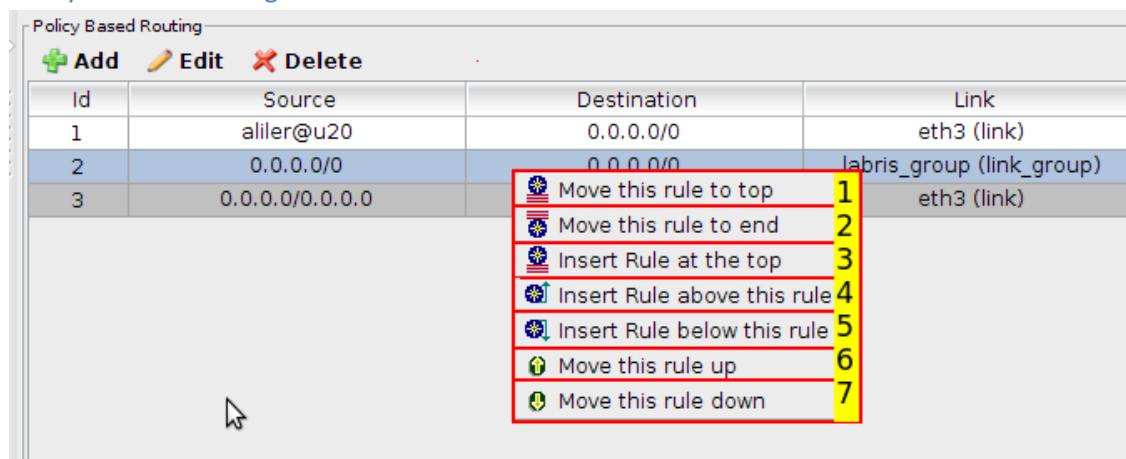 Policy Based Routing
Add Edit Delete
Id Source Destination Link
1 aliler@u20 0.0.0.0/0 eth3 (link)
2 0.0.0.0/0 0.0.0.0/0 labris_group (link_group)
3 0.0.0.0/0.0.0.0 eth3 (link)
Move this rule to top 1
Move this rule to end 2
Insert Rule at the top 3
Insert Rule above this rule 4
Insert Rule below this rule 5
Move this rule up 6
Move this rule down 7